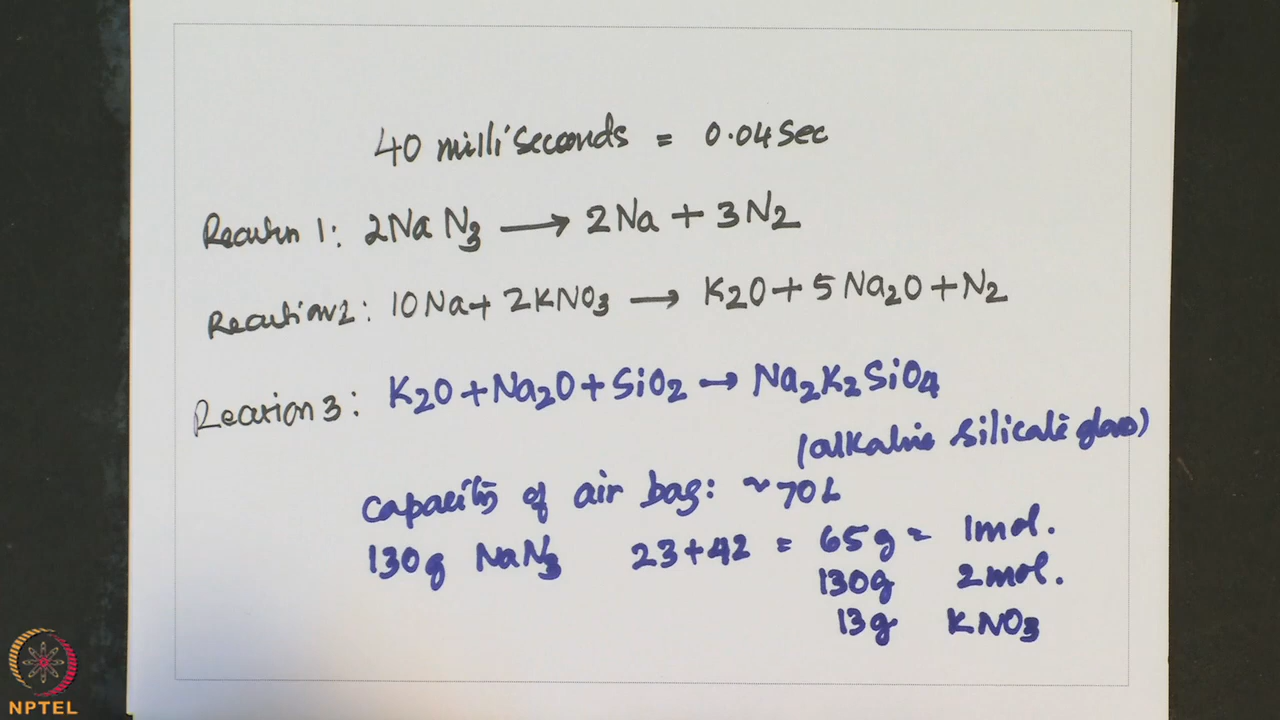 40 milliseconds = 0.04 Sec
Reaction 1: 2NaN3 → 2Na + 3N2
Reaction 2: 10Na + 2KNO3 → K2O + 5Na2O + N2
Reaction 3: K2O + Na2O + SiO2 → Na2K2SiO4
(alkaline silicate glass)
Capacity of air bag: ~70L
130g NaN3 23+42 = 65g = 1mol.
130g 2mol.
13g KNO3
NPTEL